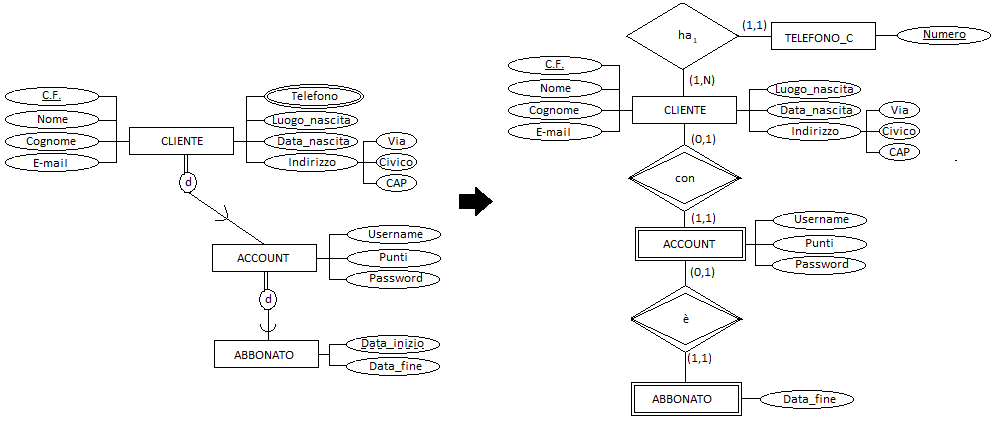 C.F.
Nome
Cognome
E-mail
CLIENTE
Telefono
Luogo_nascita
Data_nascita
Indirizzo
Via
Civico
CAP
d
ACCOUNT
Username
Punti
Password
d
ABBONATO
Data_inizio
Data_fine
ha1
(1,1)
TELEFONO_C
Numero
(1,N)
C.F.
Nome
Cognome
E-mail
CLIENTE
Luogo_nascita
Data_nascita
Indirizzo
Via
Civico
CAP
(0,1)
con
(1,1)
ACCOUNT
Username
Punti
Password
(0,1)
è
(1,1)
ABBONATO
Data_fine